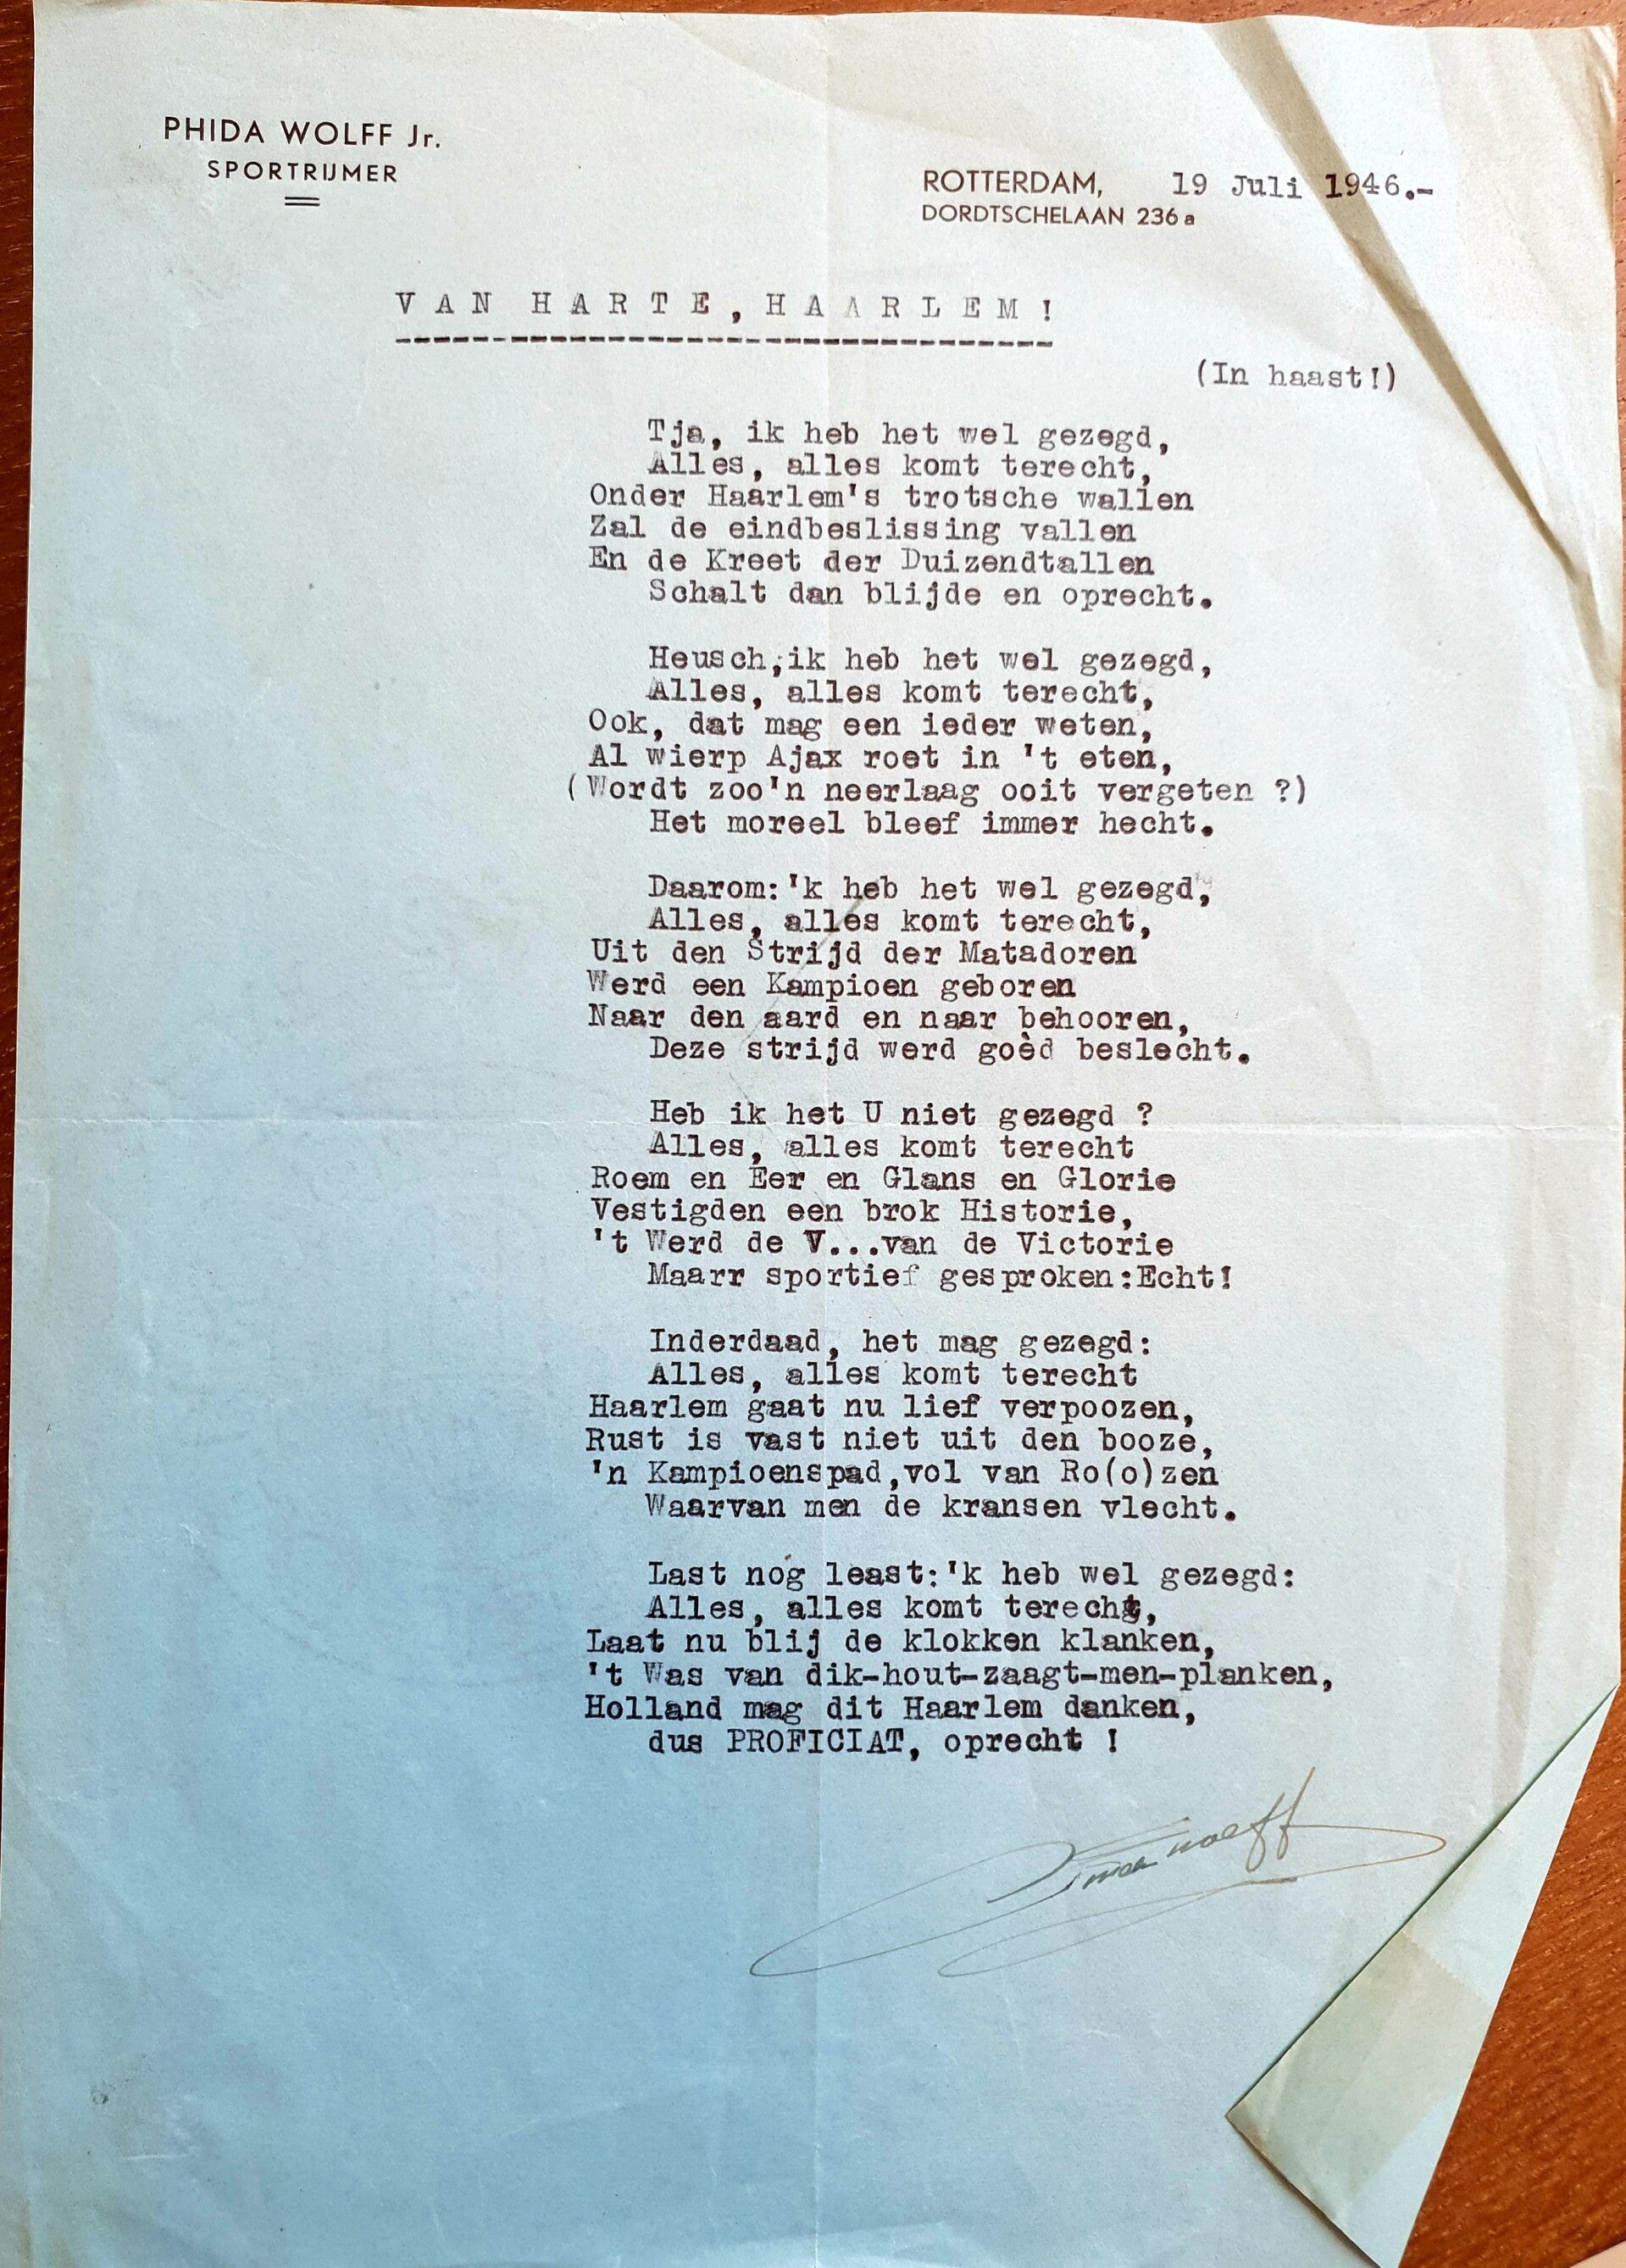 PHIDA WOLFF Jr.
SPORTRIJMER
ROTTERDAM, 19 Juli 1946.-
DORDTSCHELAAN 236a
VAN HARTE, HAARLEM!
(In haast!)
Tja, ik heb het wel gezegd,
Alles, alles komt terecht,
Onder Haarlem's trotsche wallen
Zal de eindbeslissing vallen
En de Kreet der Duizendtallen
Schalt dan blijde en oprecht.
Heusch, ik heb het wel gezegd,
Alles, alles komt terecht,
Ook, dat mag een ieder weten,
Al wierp Ajax roet in 't eten,
(Wordt zoo'n neerlaag ooit vergeten ?)
Het moreel bleef immer hecht.
Daarom: 'k heb het wel gezegd,
Alles, alles komt terecht,
Uit den Strijd der Matadoren
Werd een Kampioen geboren
Naar den aard en naar behooren,
Deze strijd werd goed beslecht.
Heb ik het U niet gezegd ?
Alles, alles komt terecht
Roem en Eer en Glans en Glorie
Vestigden een brok Historie,
't Werd de V...van de Victorie
Maarr sportief gesproken:Echt!
Inderdaad, het mag gezegd:
Alles, alles komt terecht
Haarlem gaat nu lief verpoozen,
Rust is vast niet uit den booze,
'n Kampioenspad,vol van Ro(o)zen
Waarvan men de kransen vlecht.
Last nog least:'k heb wel gezegd:
Alles, alles komt terecht,
Laat nu blij de klokken klanken,
't Was van dik-hout-zaagt-men-planken,
Holland mag dit Haarlem danken,
dus PROFICIAT, oprecht !